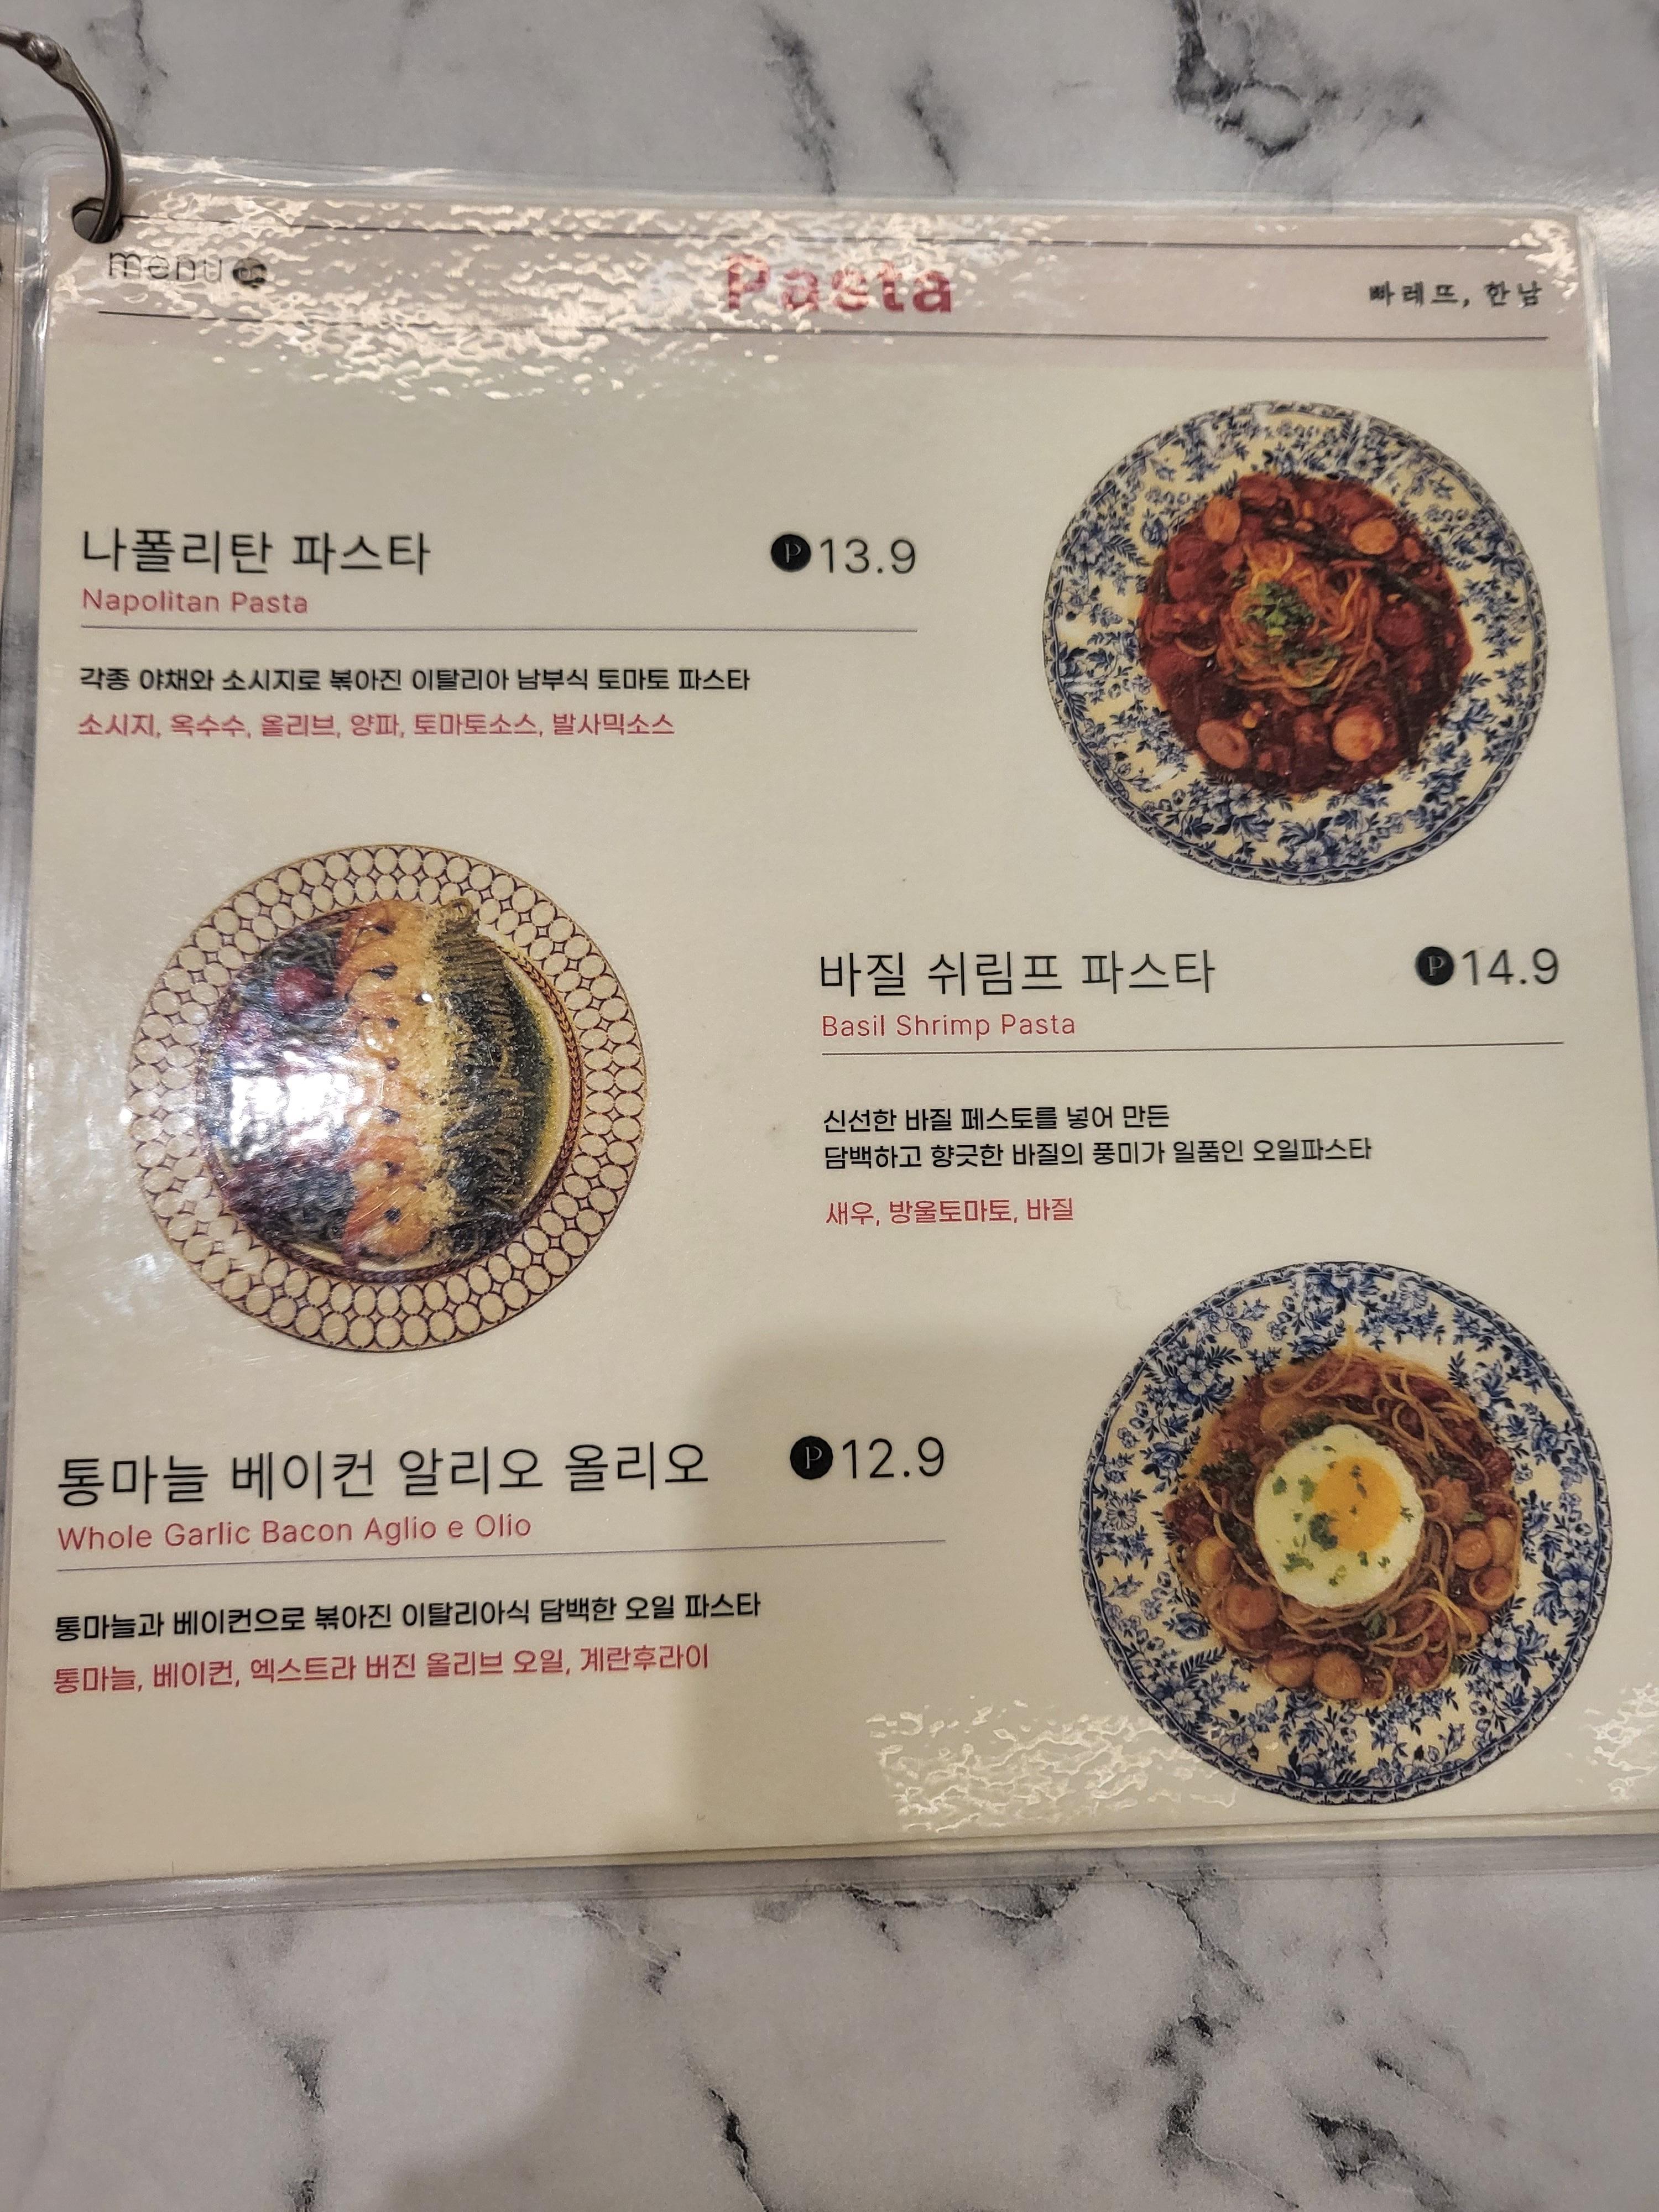 menu
Pasta
빠레뜨, 한남
나폴리탄 파스타
P 13.9
Napolitan Pasta
각종 야채와 소시지로 볶아진 이탈리아 남부식 토마토 파스타
소시지, 옥수수, 올리브, 양파, 토마토소스, 발사믹소스
바질 쉬림프 파스타
P 14.9
Basil Shrimp Pasta
신선한 바질 페스토를 넣어 만든
담백하고 향긋한 바질의 풍미가 일품인 오일파스타
새우, 방울토마토, 바질
통마늘 베이컨 알리오 올리오
P 12.9
Whole Garlic Bacon Aglio e Olio
통마늘과 베이컨으로 볶아진 이탈리아식 담백한 오일 파스타
통마늘, 베이컨, 엑스트라 버진 올리브 오일, 계란후라이